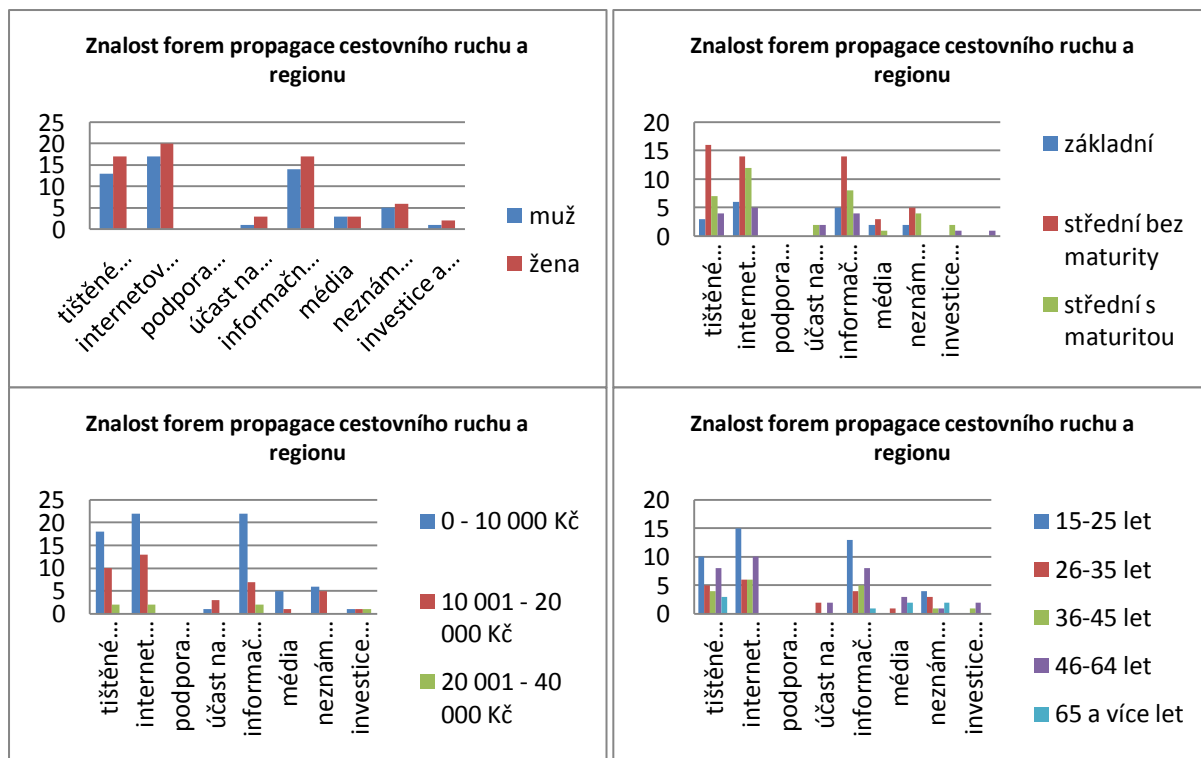 Znalost forem propagace cestovního ruchu a
regionu
25
20
15
10
5
0
tištěné...
internetov...
podpora...
účast na...
informačn...
média
neznám...
investice a...
muž
žena
Znalost forem propagace cestovního ruchu a
regionu
20
15
10
5
0
tištěné...
internet...
podpora...
účast na...
informač...
média
neznám...
investice...
základní
střední bez
maturity
střední s
maturitou
Znalost forem propagace cestovního ruchu a
regionu
25
20
15
10
5
0
tištěné...
internet...
podpora...
účast na...
informač...
média
neznám...
investice...
0 - 10 000 Kč
10 001 - 20
000 Kč
20 001 - 40
000 Kč
Znalost forem propagace cestovního ruchu a
regionu
20
15
10
5
0
tištěné...
internet...
podpora...
účast na...
informač...
média
neznám...
investice...
15-25 let
26-35 let
36-45 let
46-64 let
65 a více let